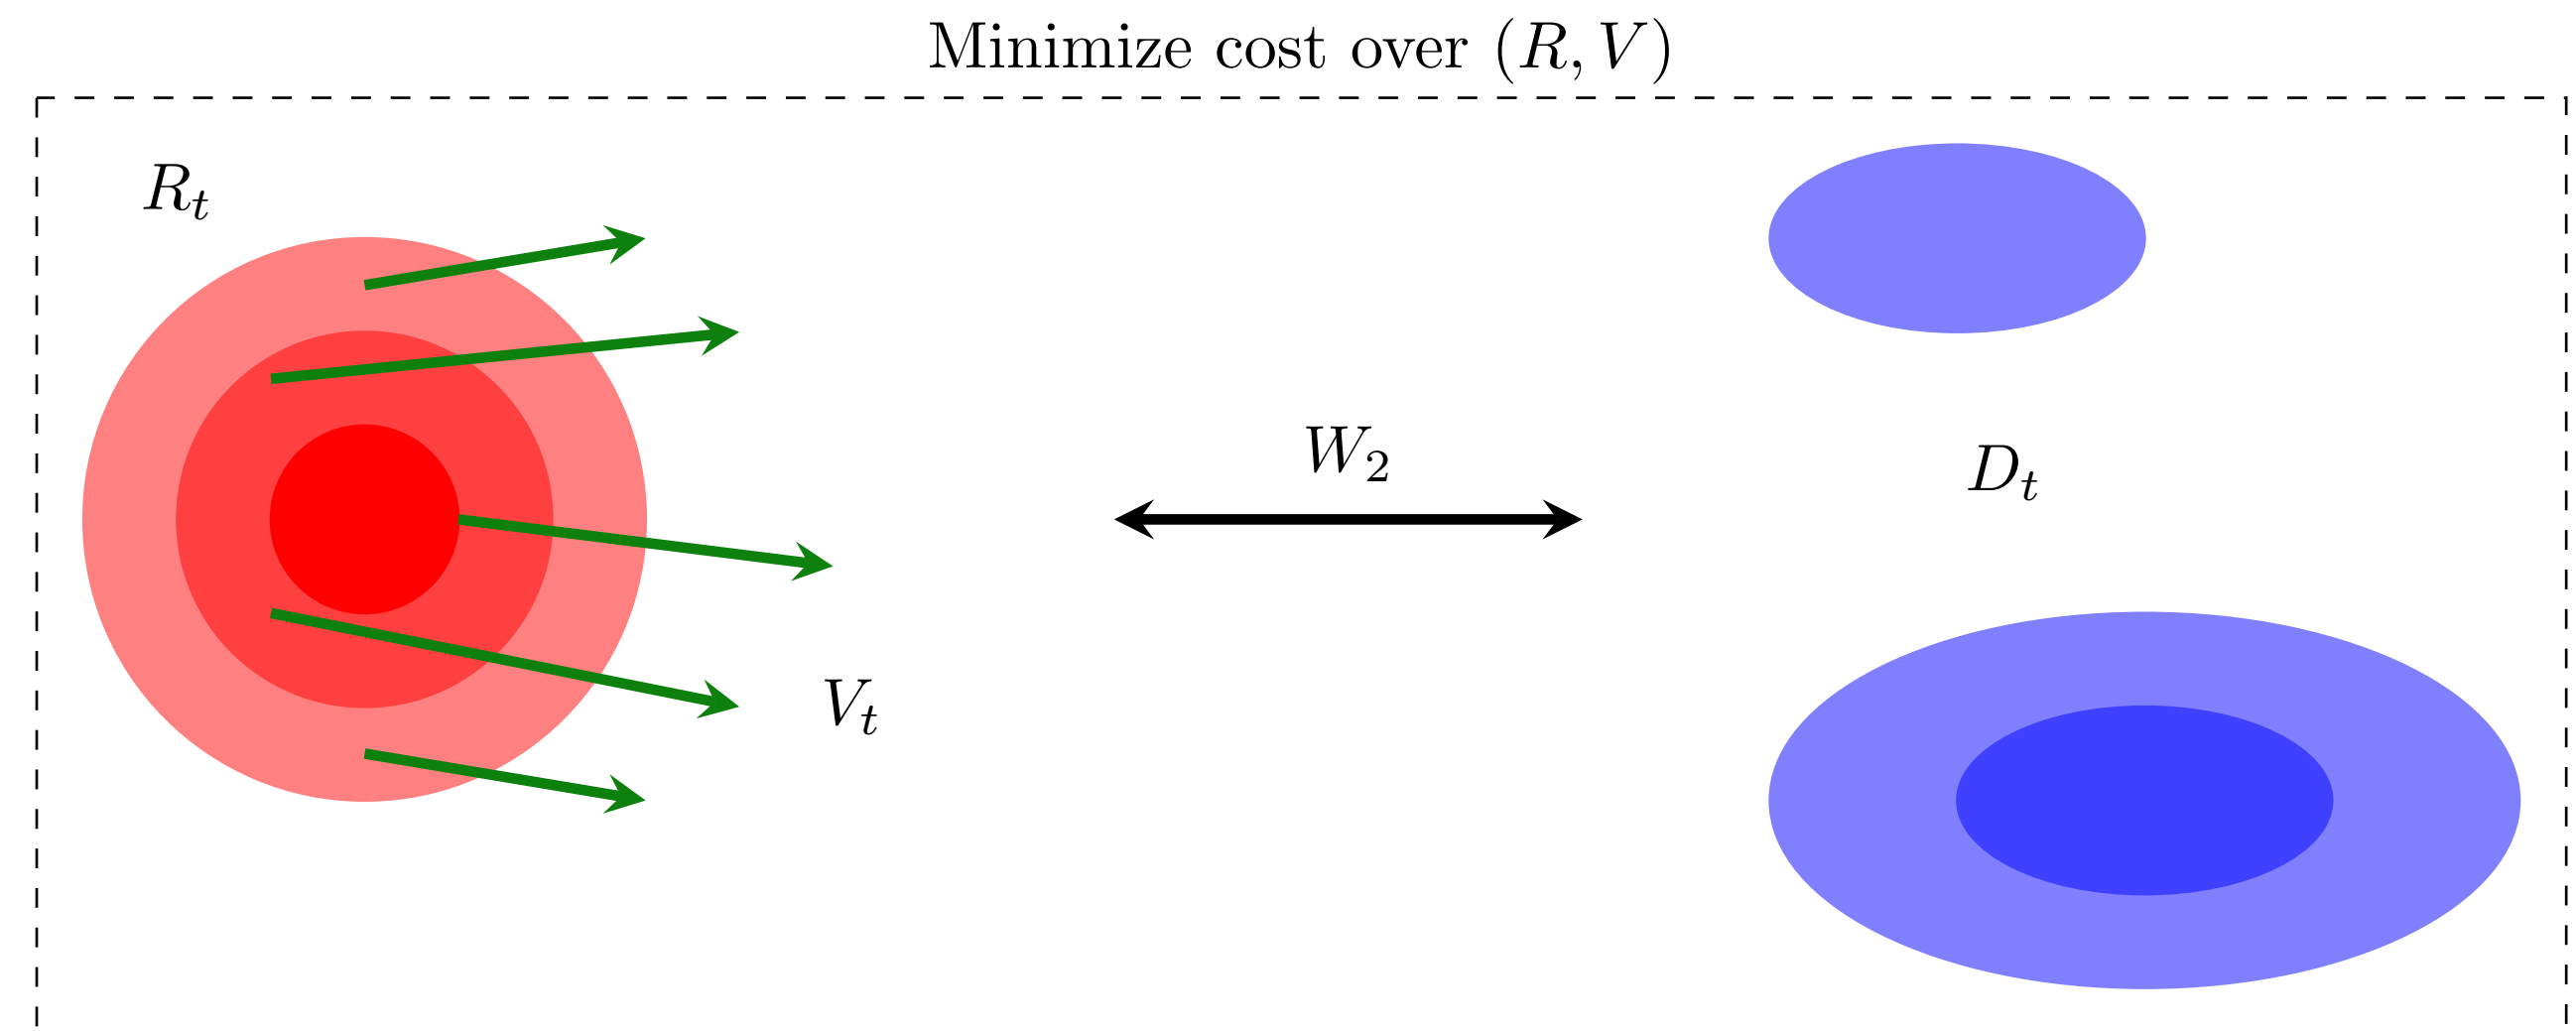 Minimize cost over $(R, V)$
$R_t$
$W_2$
$D_t$
$V_t$